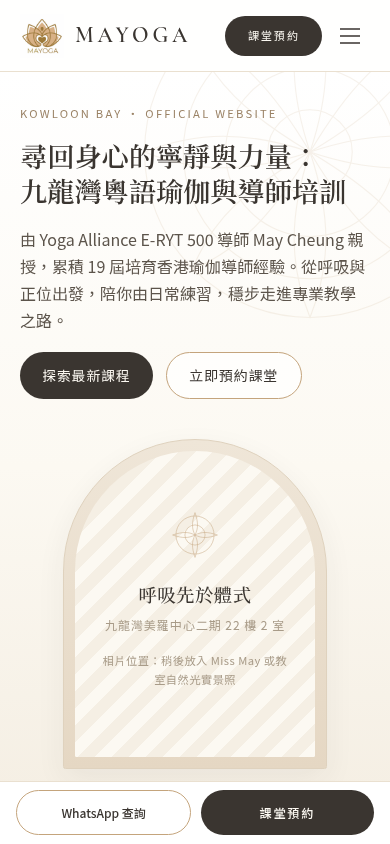 MAYOGA
MAYOGA
課堂預約
KOWLOON BAY · OFFICIAL WEBSITE
尋回身心的寧靜與力量：
九龍灣粵語瑜伽與導師培訓
由 Yoga Alliance E-RYT 500 導師 May Cheung 親
授，累積 19 屆培育香港瑜伽導師經驗。從呼吸與
正位出發，陪你由日常練習，穩步走進專業教學
之路。
探索最新課程
立即預約課堂
呼吸先於體式
九龍灣美羅中心二期 22 樓 2 室
相片位置：稍後放入 Miss May 或教
室自然光實景照
WhatsApp 查詢
課堂預約